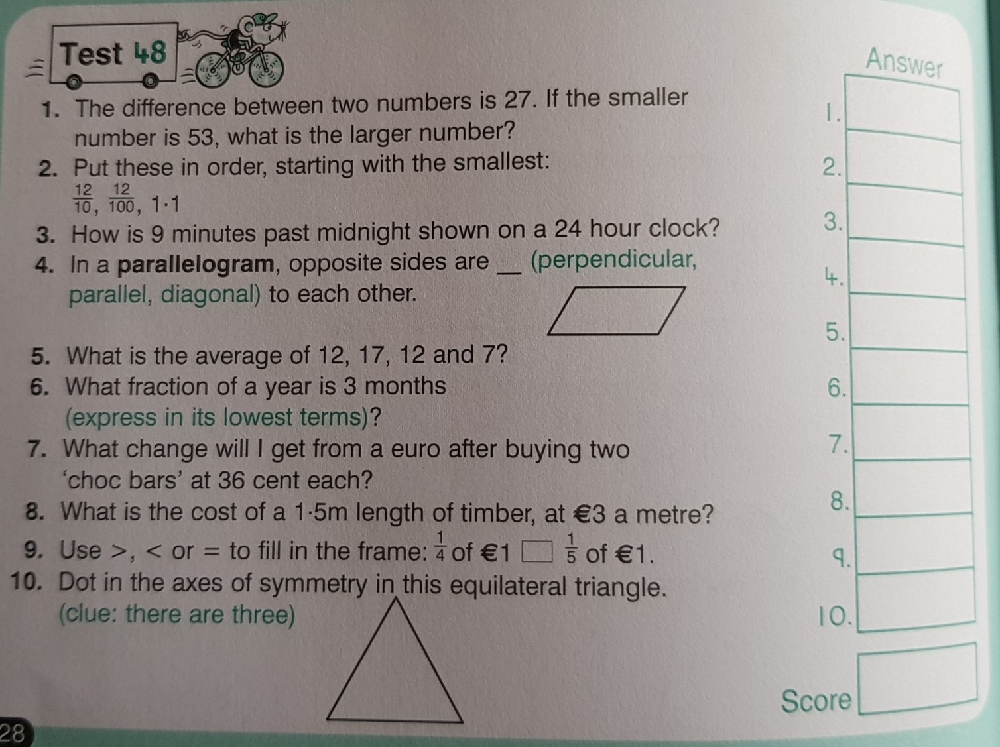 Test 48
Answer
1. The difference between two numbers is 27. If the smaller
number is 53, what is the larger number?
2. Put these in order, starting with the smallest:
12/10, 12/100, 1·1
3. How is 9 minutes past midnight shown on a 24 hour clock?
4. In a parallelogram, opposite sides are __ (perpendicular,
parallel, diagonal) to each other.
5. What is the average of 12, 17, 12 and 7?
6. What fraction of a year is 3 months
(express in its lowest terms)?
7. What change will I get from a euro after buying two
‘choc bars’ at 36 cent each?
8. What is the cost of a 1·5m length of timber, at €3 a metre?
9. Use >, < or = to fill in the frame: 1/4 of €1 □ 1/5 of €1.
10. Dot in the axes of symmetry in this equilateral triangle.
(clue: there are three)
1.
2.
3.
4.
5.
6.
7.
8.
9.
10.
Score
28